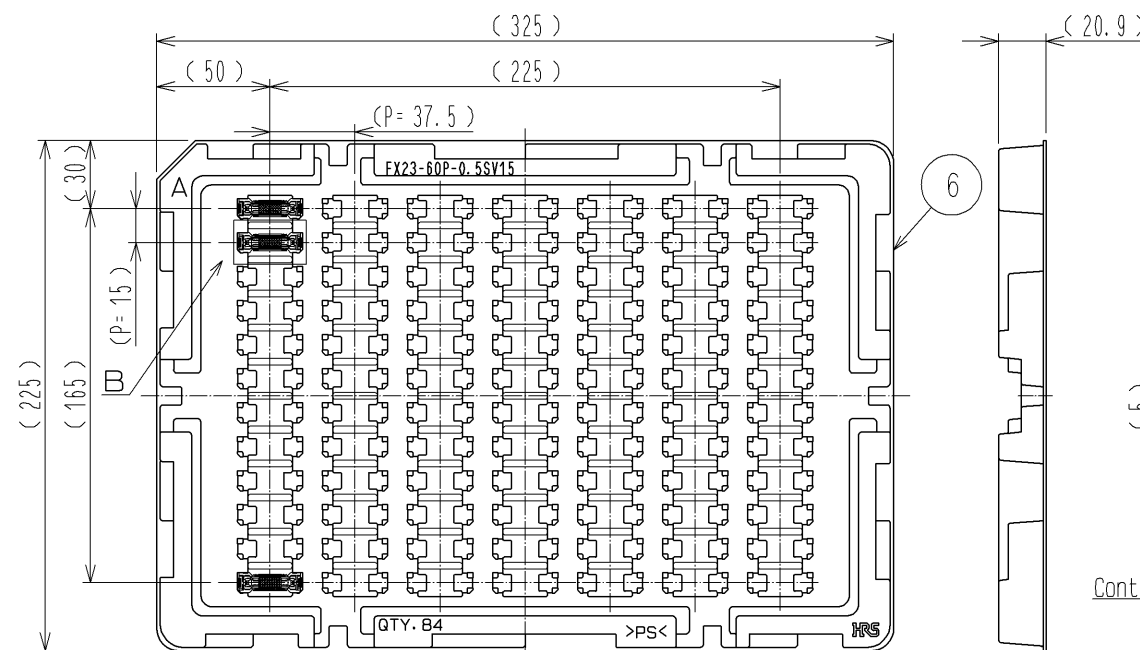 ( 325 )
( 20. 9 )
( 50 )
( 225 )
(P= 37. 5 )
( 30 )
FX23-60P-0. 5SV15
A
6
(P= 15 )
B
( 225 )
( 165 )
Cont
QTY. 84
>PS<
HRS